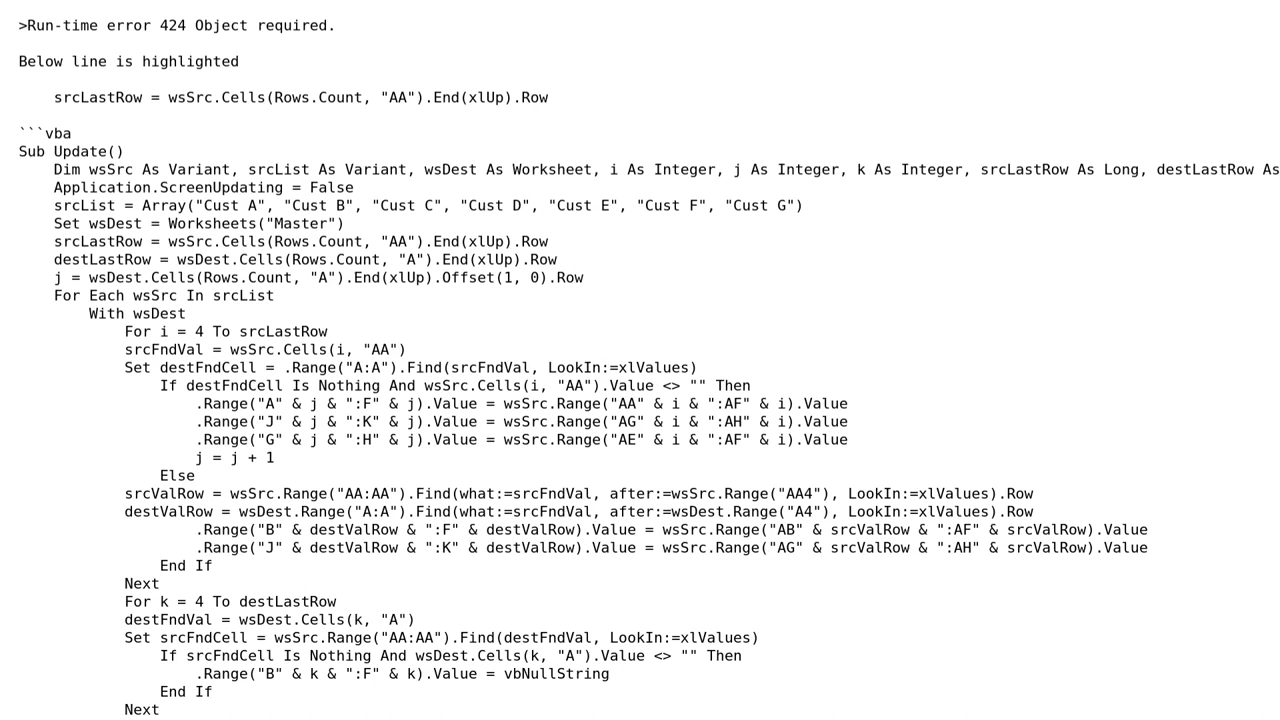 >Run-time error 424 Object required.
Below line is highlighted
srcLastRow = wsSrc.Cells(Rows.Count, "AA").End(xlUp).Row
```vba
Sub Update()
Dim wsSrc As Variant, srcList As Variant, wsDest As Worksheet, i As Integer, j As Integer, k As Integer, srcLastRow As Long, destLastRow As
Application.ScreenUpdating = False
srcList = Array("Cust A", "Cust B", "Cust C", "Cust D", "Cust E", "Cust F", "Cust G")
Set wsDest = Worksheets("Master")
srcLastRow = wsSrc.Cells(Rows.Count, "AA").End(xlUp).Row
destLastRow = wsDest.Cells(Rows.Count, "A").End(xlUp).Row
j = wsDest.Cells(Rows.Count, "A").End(xlUp).Offset(1, 0).Row
For Each wsSrc In srcList
With wsDest
For i = 4 To srcLastRow
srcFndVal = wsSrc.Cells(i, "AA")
Set destFndCell = .Range("A:A").Find(srcFndVal, LookIn:=xlValues)
If destFndCell Is Nothing And wsSrc.Cells(i, "AA").Value <> "" Then
.Range("A" & j & ":F" & j).Value = wsSrc.Range("AA" & i & ":AF" & i).Value
.Range("J" & j & ":K" & j).Value = wsSrc.Range("AG" & i & ":AH" & i).Value
.Range("G" & j & ":H" & j).Value = wsSrc.Range("AE" & i & ":AF" & i).Value
j = j + 1
Else
srcValRow = wsSrc.Range("AA:AA").Find(what:=srcFndVal, after:=wsSrc.Range("AA4"), LookIn:=xlValues).Row
destValRow = wsDest.Range("A:A").Find(what:=srcFndVal, after:=wsDest.Range("A4"), LookIn:=xlValues).Row
.Range("B" & destValRow & ":F" & destValRow).Value = wsSrc.Range("AB" & srcValRow & ":AF" & srcValRow).Value
.Range("J" & destValRow & ":K" & destValRow).Value = wsSrc.Range("AG" & srcValRow & ":AH" & srcValRow).Value
End If
Next
For k = 4 To destLastRow
destFndVal = wsDest.Cells(k, "A")
Set srcFndCell = wsSrc.Range("AA:AA").Find(destFndVal, LookIn:=xlValues)
If srcFndCell Is Nothing And wsDest.Cells(k, "A").Value <> "" Then
.Range("B" & k & ":F" & k).Value = vbNullString
End If
Next